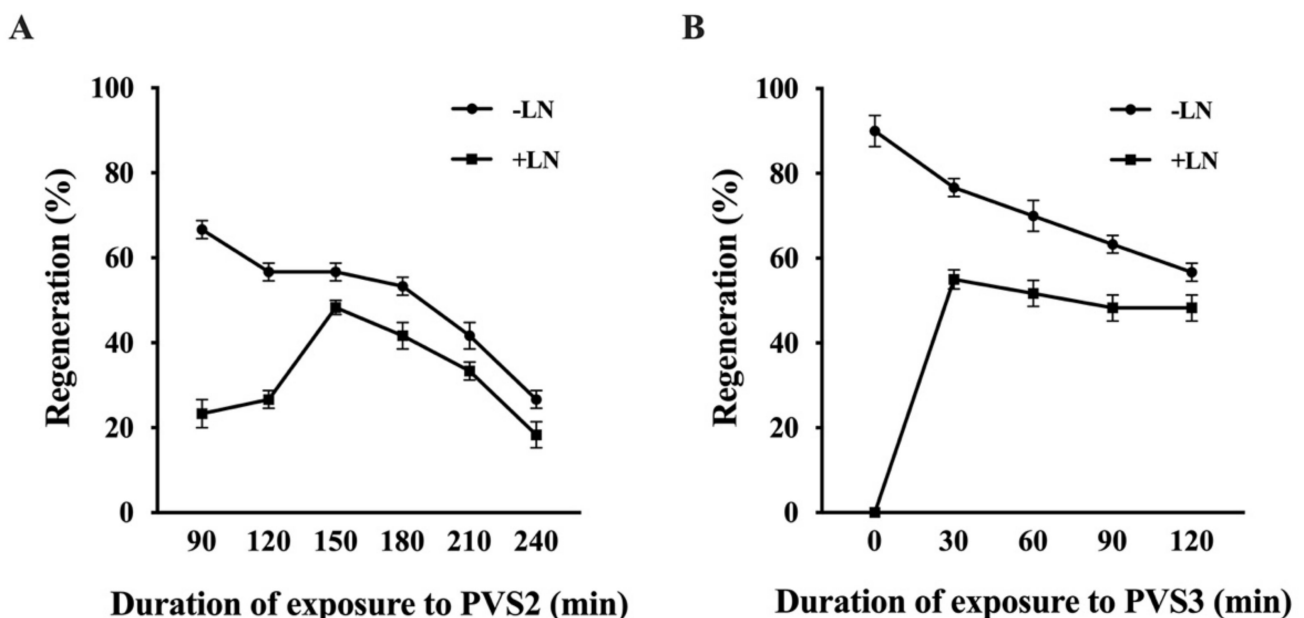 A
Regeneration (%)
100
80
60
40
20
0
-LN
+LN
90 120 150 180 210 240
Duration of exposure to PVS2 (min)
B
Regeneration (%)
100
80
60
40
20
0
-LN
+LN
0 30 60 90 120
Duration of exposure to PVS3 (min)